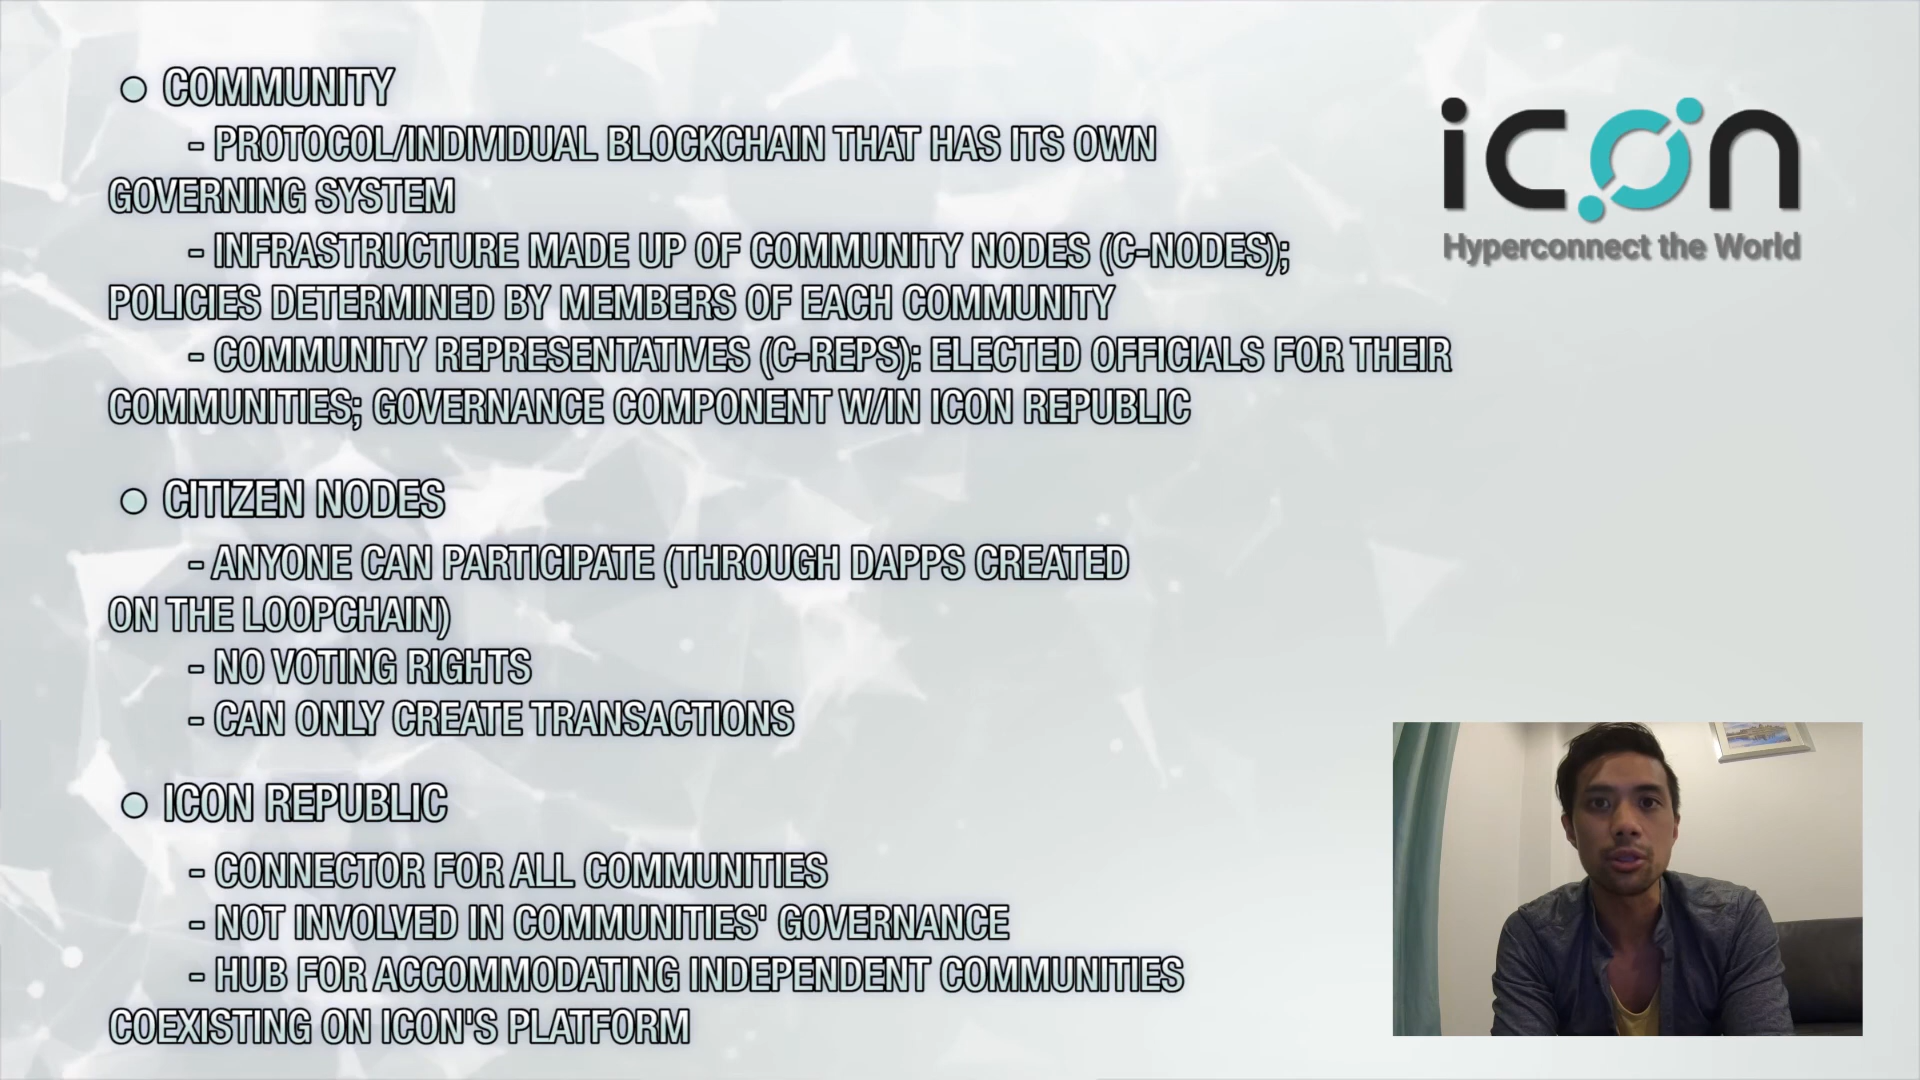 ● COMMUNITY
- PROTOCOL/INDIVIDUAL BLOCKCHAIN THAT HAS ITS OWN
GOVERNING SYSTEM
- INFRASTRUCTURE MADE UP OF COMMUNITY NODES (C-NODES);
POLICIES DETERMINED BY MEMBERS OF EACH COMMUNITY
- COMMUNITY REPRESENTATIVES (C-REPS): ELECTED OFFICIALS FOR THEIR
COMMUNITIES; GOVERNANCE COMPONENT W/IN ICON REPUBLIC
● CITIZEN NODES
- ANYONE CAN PARTICIPATE (THROUGH DAPPS CREATED
ON THE LOOPCHAIN)
- NO VOTING RIGHTS
- CAN ONLY CREATE TRANSACTIONS
● ICON REPUBLIC
- CONNECTOR FOR ALL COMMUNITIES
- NOT INVOLVED IN COMMUNITIES' GOVERNANCE
- HUB FOR ACCOMMODATING INDEPENDENT COMMUNITIES
COEXISTING ON ICON'S PLATFORM
icon
Hyperconnect the World